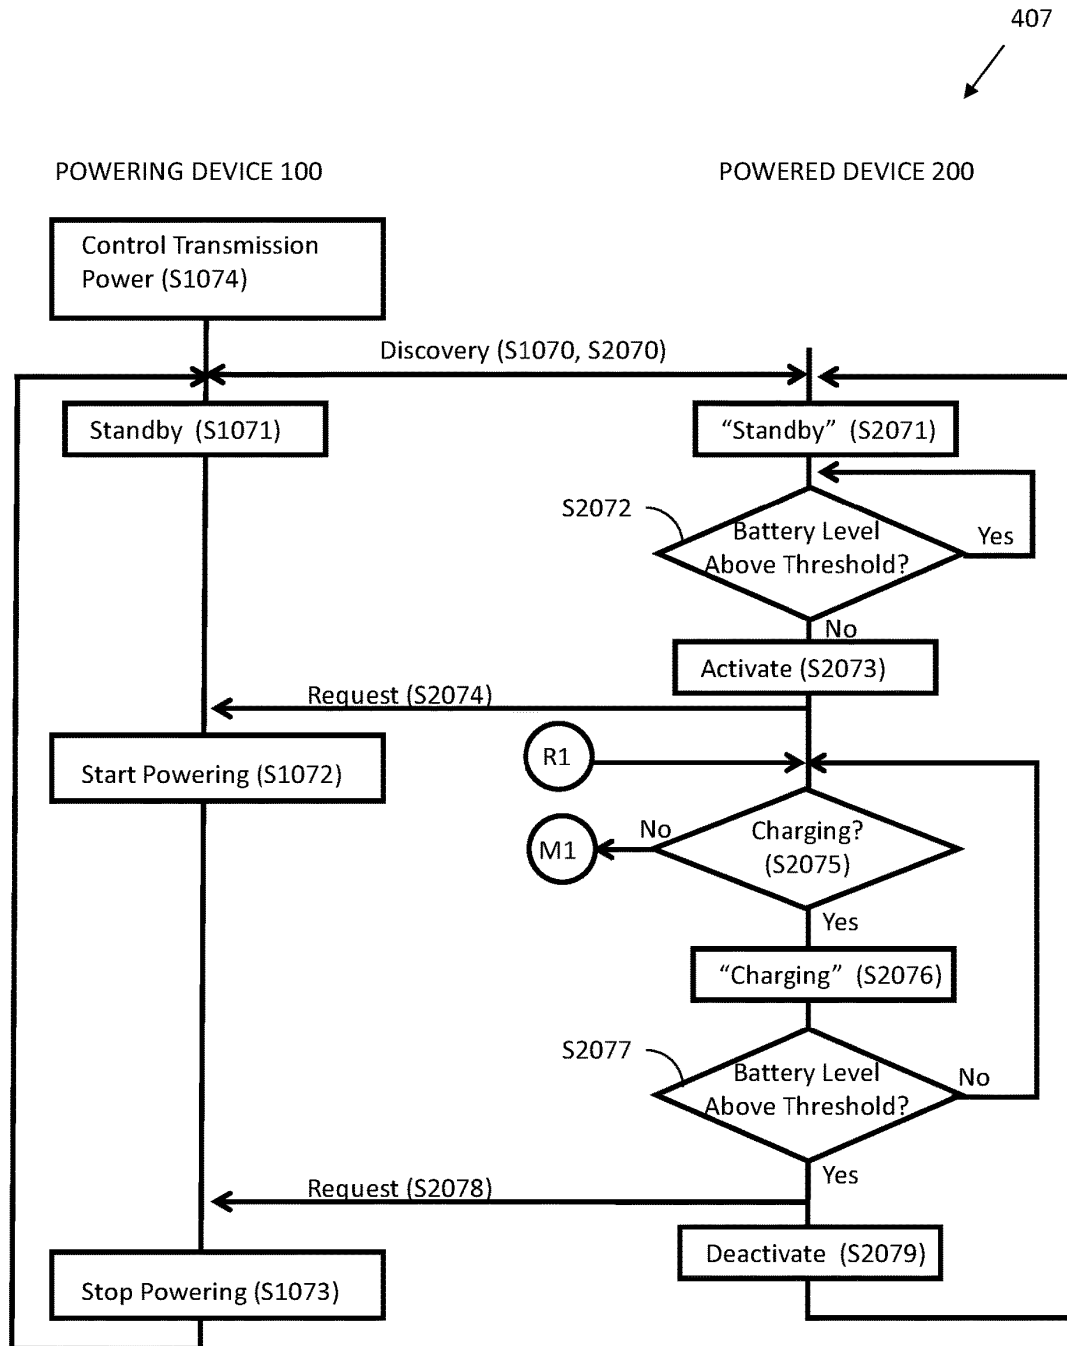 407
POWERING DEVICE 100
POWERED DEVICE 200
Control Transmission
Power (S1074)
Discovery (S1070, S2070)
Standby (S1071)
“Standby” (S2071)
S2072
Battery Level
Above Threshold?
Yes
No
Activate (S2073)
Request (S2074)
R1
Start Powering (S1072)
No
M1
Charging?
(S2075)
Yes
“Charging” (S2076)
S2077
Battery Level
Above Threshold?
No
Yes
Request (S2078)
Deactivate (S2079)
Stop Powering (S1073)